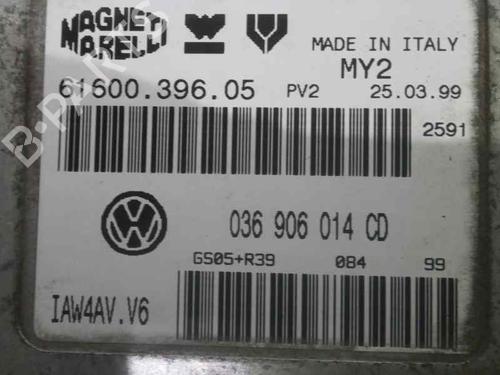 MAGNETI
MARELLI
MADE IN ITALY
MY2
61600.396.05 PV2 25.03.99
2591
036 906 014 CD
GS05+R39 084 99
IAW4AV.V6
B-PARTS